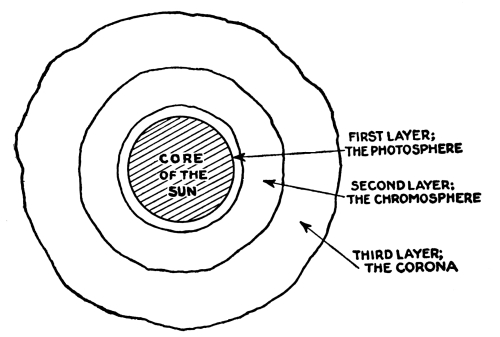 CORE
OF THE
SUN
FIRST LAYER;
THE PHOTOSPHERE
SECOND LAYER;
THE CHROMOSPHERE
THIRD LAYER;
THE CORONA